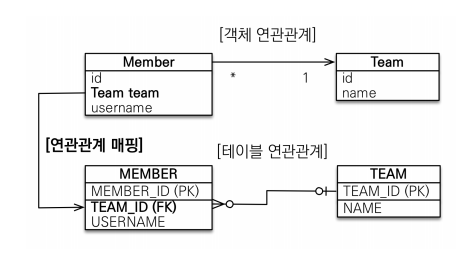 [객체 연관관계]
Member
id
Team team
username
* 1
Team
id
name
[연관관계 매핑]
[테이블 연관관계]
MEMBER
MEMBER_ID (PK)
TEAM_ID (FK)
USERNAME
TEAM
TEAM_ID (PK)
NAME